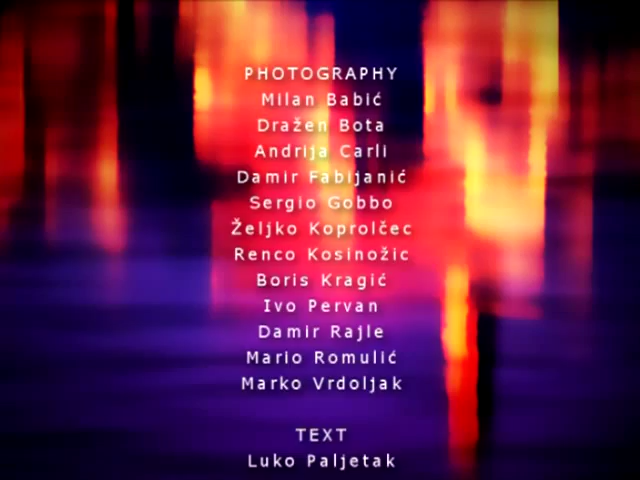 PHOTOGRAPHY
Milan Babić
Dražen Bota
Andrija Carli
Damir Fabijanić
Sergio Gobbo
Željko Koprolčec
Renco Kosinožic
Boris Kragić
Ivo Pervan
Damir Rajle
Mario Romulić
Marko Vrdoljak
TEXT
Luko Paljetak